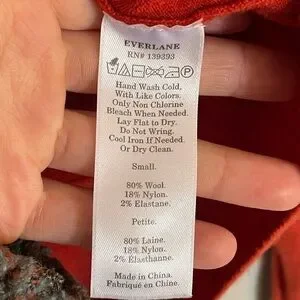 EVERLANE
RN# 139393
Hand Wash Cold,
With Like Colors.
Only Non Chlorine
Bleach When Needed.
Lay Flat to Dry.
Do Not Wring.
Cool Iron If Needed.
Or Dry Clean.
Small.
80% Wool.
18% Nylon.
2% Elastane.
Petite.
80% Laine.
18% Nylon.
2% Elasthanne.
Made in China.
Fabriqué en Chine.